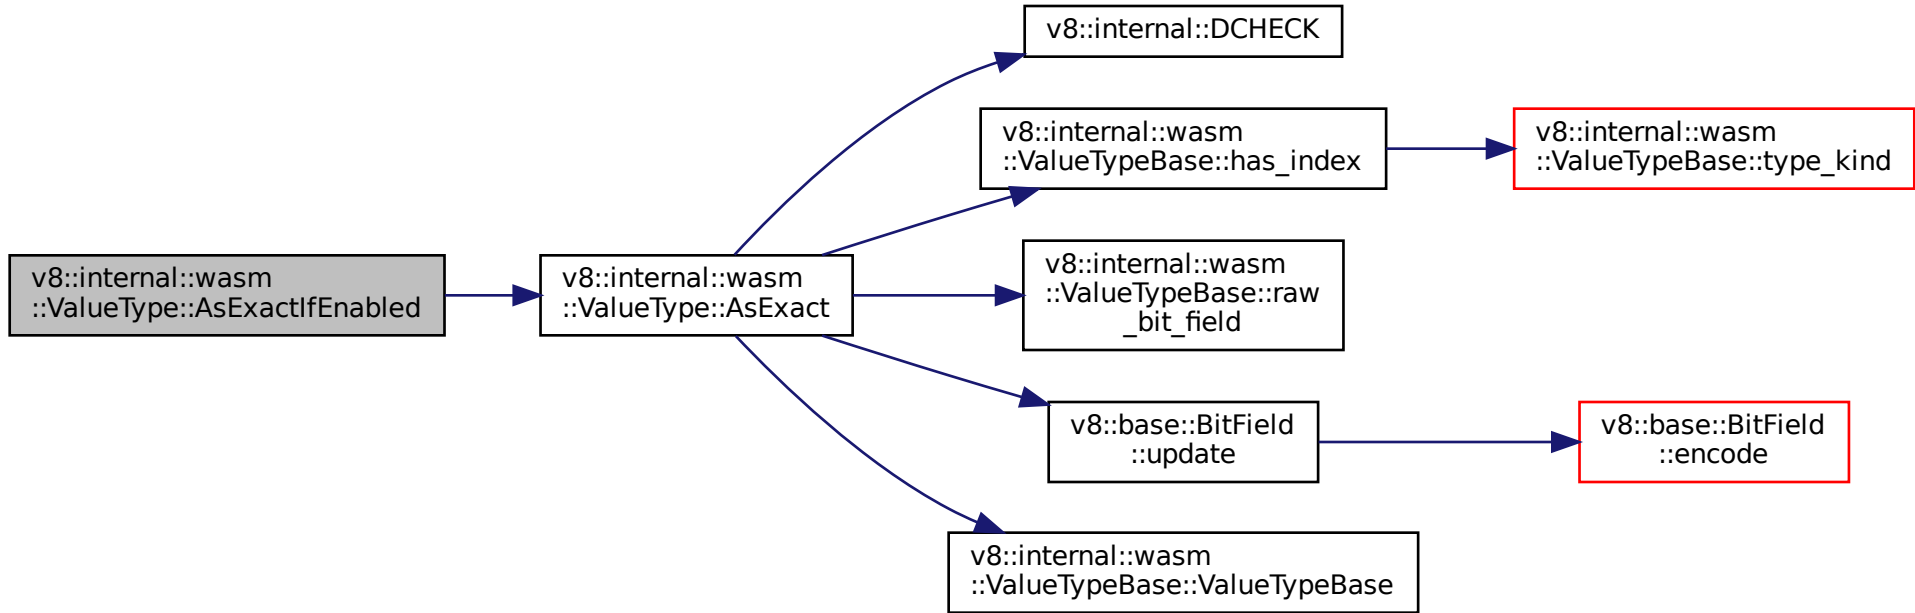 v8::internal::DCHECK
v8::internal::wasm
::ValueTypeBase::has_index
v8::internal::wasm
::ValueTypeBase::type_kind
v8::internal::wasm
::ValueType::AsExactIfEnabled
v8::internal::wasm
::ValueType::AsExact
v8::internal::wasm
::ValueTypeBase::raw
_bit_field
v8::base::BitField
::update
v8::base::BitField
::encode
v8::internal::wasm
::ValueTypeBase::ValueTypeBase